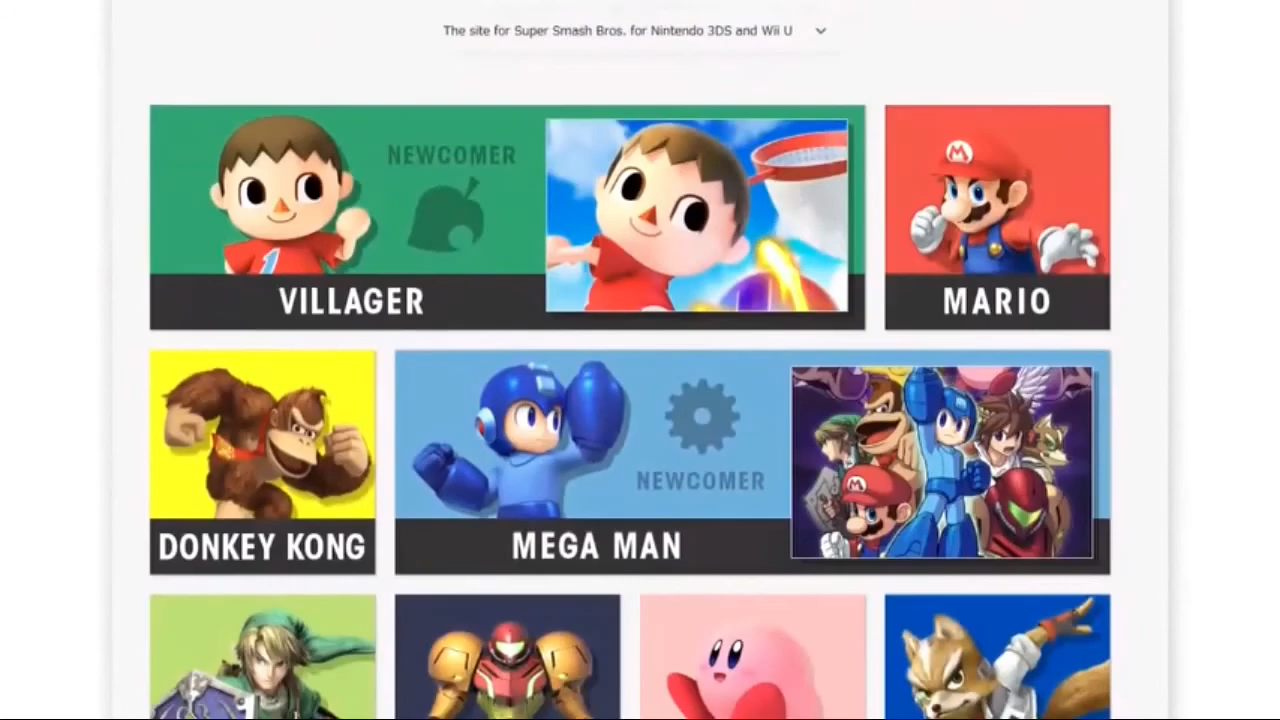 The site for Super Smash Bros. for Nintendo 3DS and Wii U
NEWCOMER
VILLAGER
MARIO
DONKEY KONG
NEWCOMER
MEGA MAN